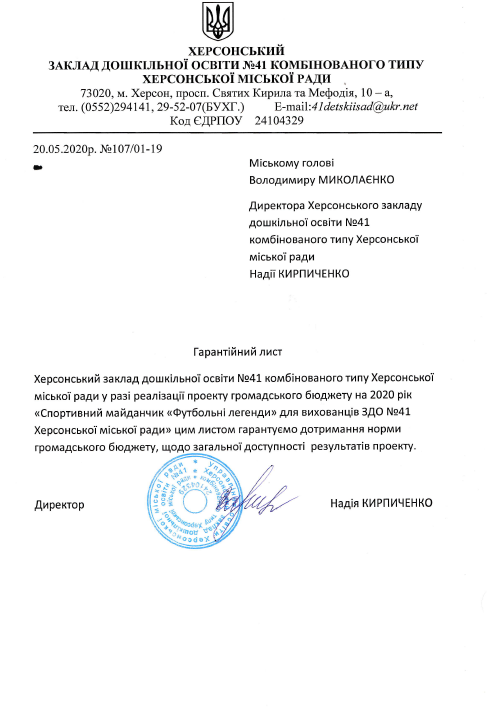 ХЕРСОНСЬКИЙ
ЗАКЛАД ДОШКІЛЬНОЇ ОСВІТИ №41 КОМБІНОВАНОГО ТИПУ
ХЕРСОНСЬКОЇ МІСЬКОЇ РАДИ
73020, м. Херсон, просп. Святих Кирила та Мефодія, 10 – а,
тел. (0552)294141, 29-52-07(БУХГ.) E-mail:41detskiisad@ukr.net
Код ЄДРПОУ 24104329
20.05.2020р. №107/01-19
Міському голові
Володимиру МИКОЛАЄНКО
Директора Херсонського закладу
дошкільної освіти №41
комбінованого типу Херсонської
міської ради
Надії КИРПИЧЕНКО
Гарантійний лист
Херсонський заклад дошкільної освіти №41 комбінованого типу Херсонської
міської ради у разі реалізації проекту громадського бюджету на 2020 рік
«Спортивний майданчик «Футбольні легенди» для вихованців ЗДО №41
Херсонської міської ради» цим листом гарантуємо дотримання норми
громадського бюджету, щодо загальної доступності результатів проекту.
Директор Надія КИРПИЧЕНКО
24104329